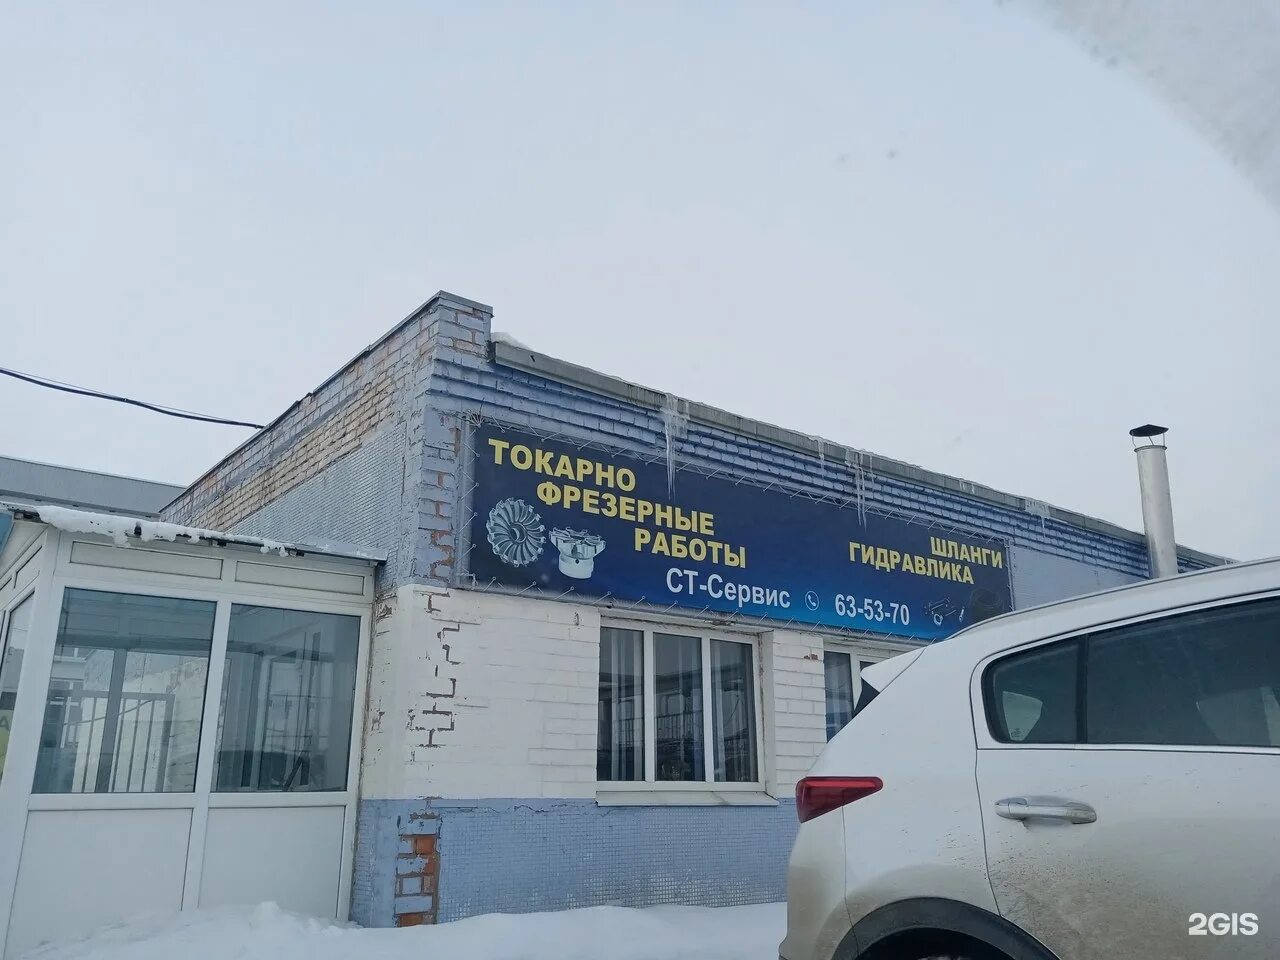 ТОКАРНО
ФРЕЗЕРНЫЕ
РАБОТЫ
СТ-Сервис
63-53-70
ШЛАНГИ
ГИДРАВЛИКА
2GIS